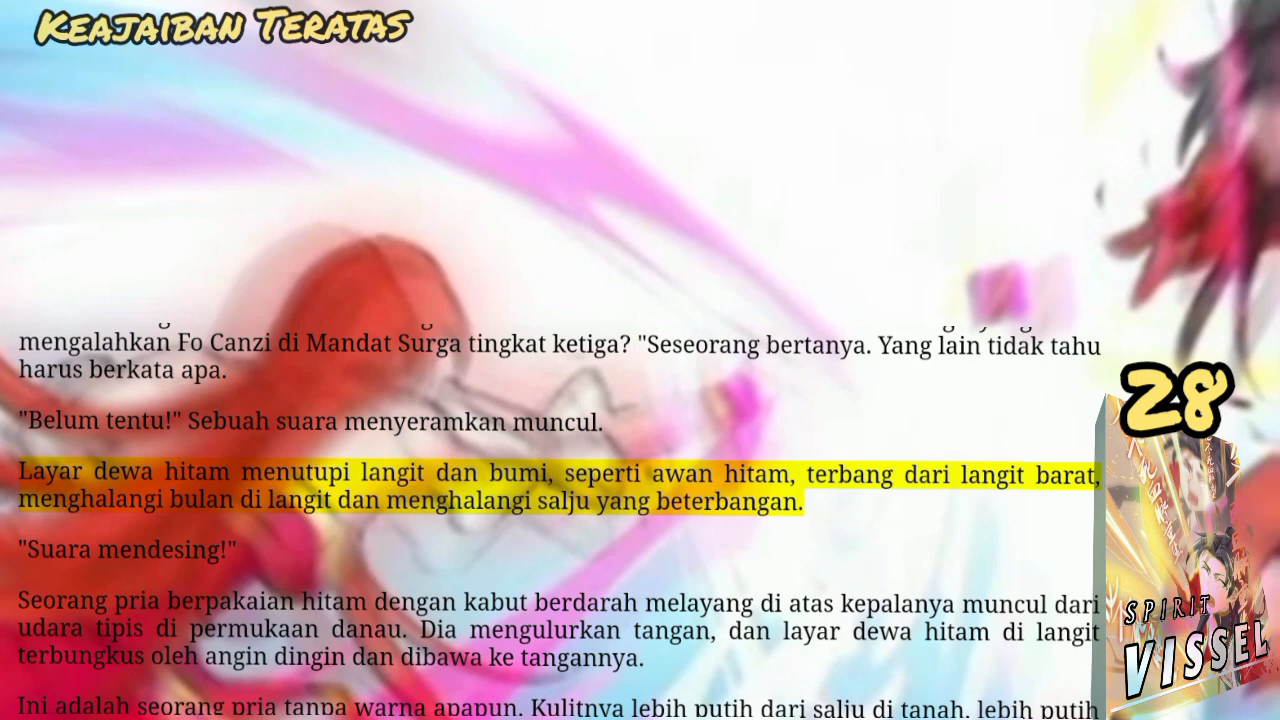 Keajaiban Teratas
mengalahkan Fo Canzi di Mandat Surga tingkat ketiga? "Seseorang bertanya. Yang lain tidak tahu
harus berkata apa.
"Belum tentu!" Sebuah suara menyeramkan muncul.
Layar dewa hitam menutupi langit dan bumi, seperti awan hitam, terbang dari langit barat,
menghalangi bulan di langit dan menghalangi salju yang beterbangan.
"Suara mendesing!"
Seorang pria berpakaian hitam dengan kabut berdarah melayang di atas kepalanya muncul dari
udara tipis di permukaan danau. Dia mengulurkan tangan, dan layar dewa hitam di langit
terbungkus oleh angin dingin dan dibawa ke tangannya.
Ini adalah seorang pria tanpa warna apapun. Kulitnya lebih putih dari salju di tanah, lebih putih
28
SPIRIT
VISSEL